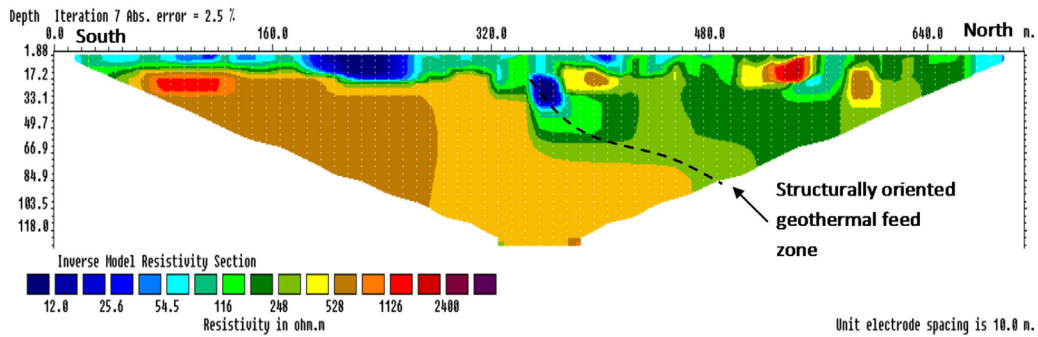 Depth Iteration 7 Abs. error = 2.5 %
0.0 South 160.0 320.0 480.0 640.0 North m.
1.88
17.2
33.1
49.7
66.9
84.9
103.5
118.0
Structurally oriented
geothermal feed
zone
Inverse Model Resistivity Section
12.0 25.6 54.5 116 248 528 1126 2400
Resistivity in ohm.m
Unit electrode spacing is 10.0 m.